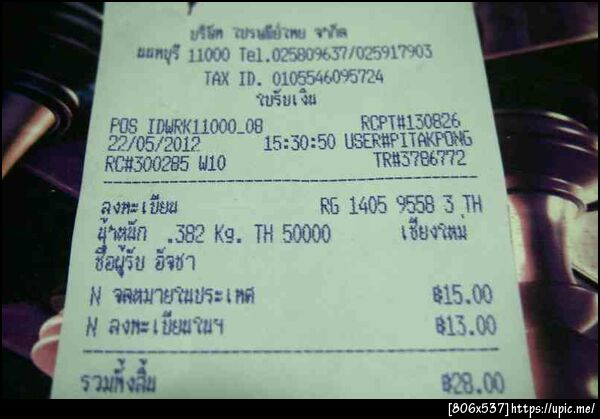 บริษัท ไปรษณีย์ไทย จำกัด
นนทบุรี 11000 Tel.025809637/025917903
TAX ID. 0105546095724
ใบรับเงิน
POS IDWRK11000_08 RCPT#130826
22/05/2012 15:30:50 USER#PITAKPONG
RC#300285 W10 TR#3786772
ลงทะเบียน RG 1405 9558 3 TH
น้ำหนัก .382 Kg. TH 50000 เชียงใหม่
ชื่อผู้รับ อัจชา
N จดหมายในประเทศ ฿15.00
N ลงทะเบียนในฯ ฿13.00
รวมทั้งสิ้น ฿28.00
[806x537]https://upic.me/